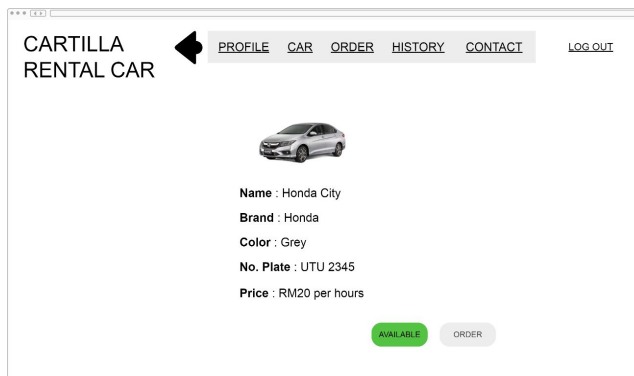 CARTILLA
RENTAL CAR
PROFILE CAR ORDER HISTORY CONTACT
LOG OUT
Name : Honda City
Brand : Honda
Color : Grey
No. Plate : UTU 2345
Price : RM20 per hours
AVAILABLE
ORDER